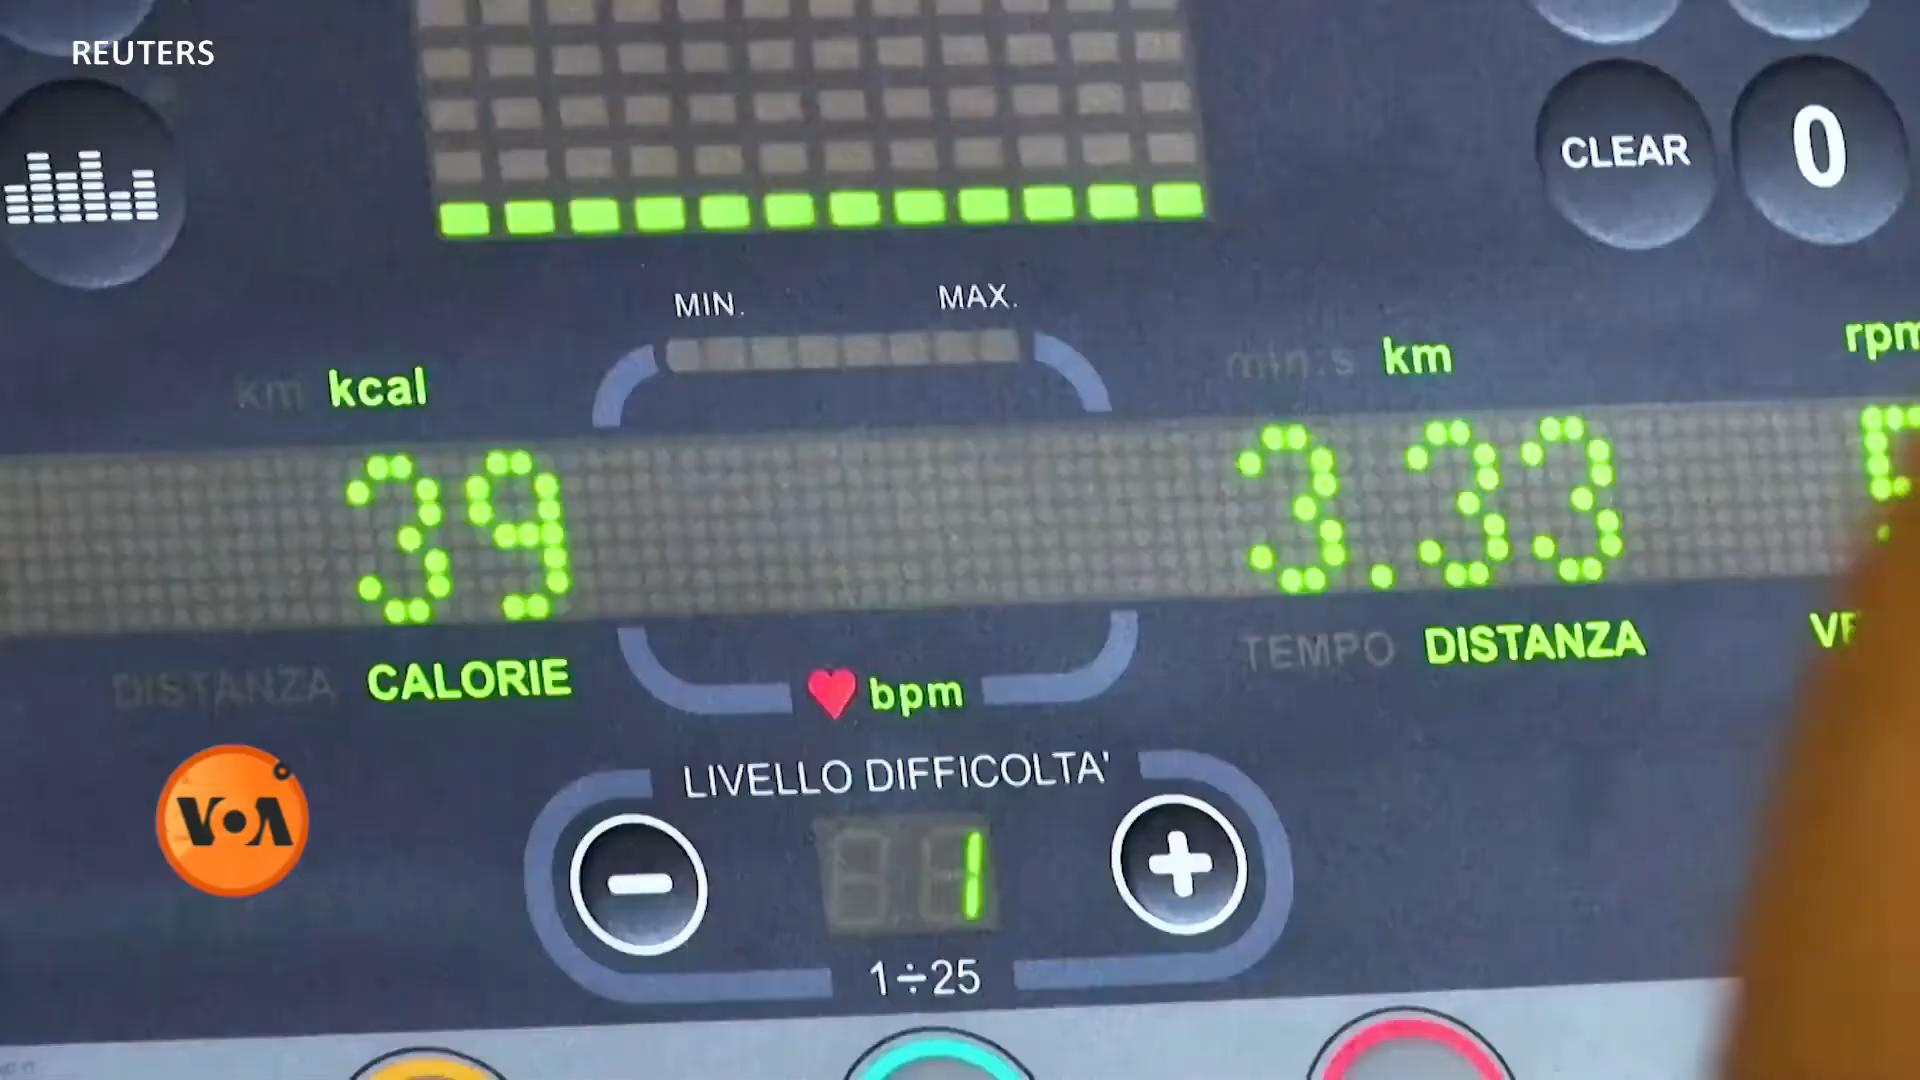 REUTERS
CLEAR 0
MIN. MAX.
km kcal
min:s km
rpm
39
3.33
DISTANZA CALORIE
TEMPO DISTANZA
bpm
VOA
LIVELLO DIFFICOLTA'
1
1÷25